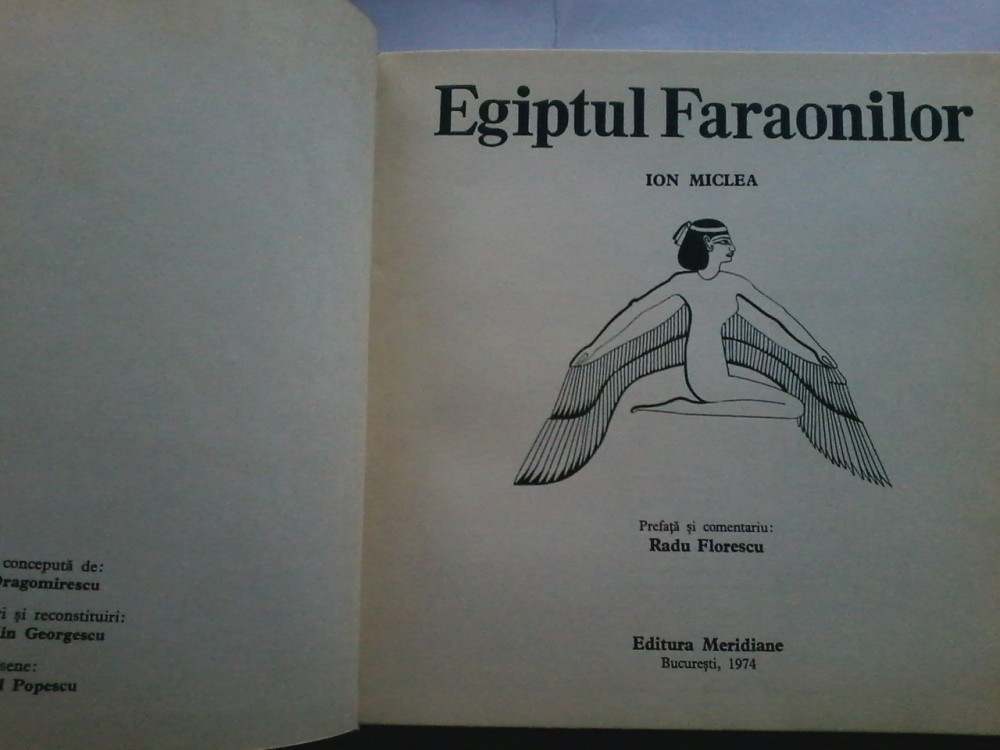 concepută de:
Dragomirescu
și reconstituiri:
Georgescu
Popescu
Egiptul Faraonilor
ION MICLEA
Prefață și comentariu:
Radu Florescu
Editura Meridiane
București, 1974